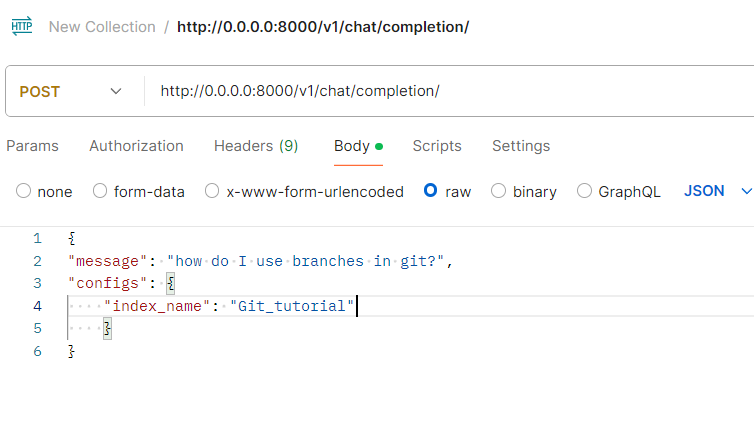 HTTP New Collection / http://0.0.0.0:8000/v1/chat/completion/
POST http://0.0.0.0:8000/v1/chat/completion/
Params Authorization Headers (9) Body Scripts Settings
none form-data x-www-form-urlencoded raw binary GraphQL JSON
1 {
2 "message": "how do I use branches in git?",
3 "configs": {
4 "index_name": "Git_tutorial"
5 }
6 }